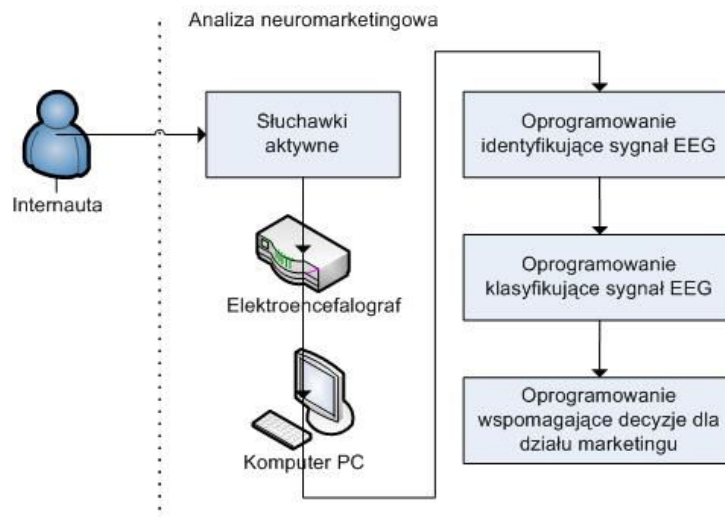 Analiza neuromarketingowa
Internauta
Słuchawki
aktywne
Elektroencefalograf
Komputer PC
Oprogramowanie
identyfikujące sygnał EEG
Oprogramowanie
klasyfikujące sygnał EEG
Oprogramowanie
wspomagające decyzje dla
działu marketingu